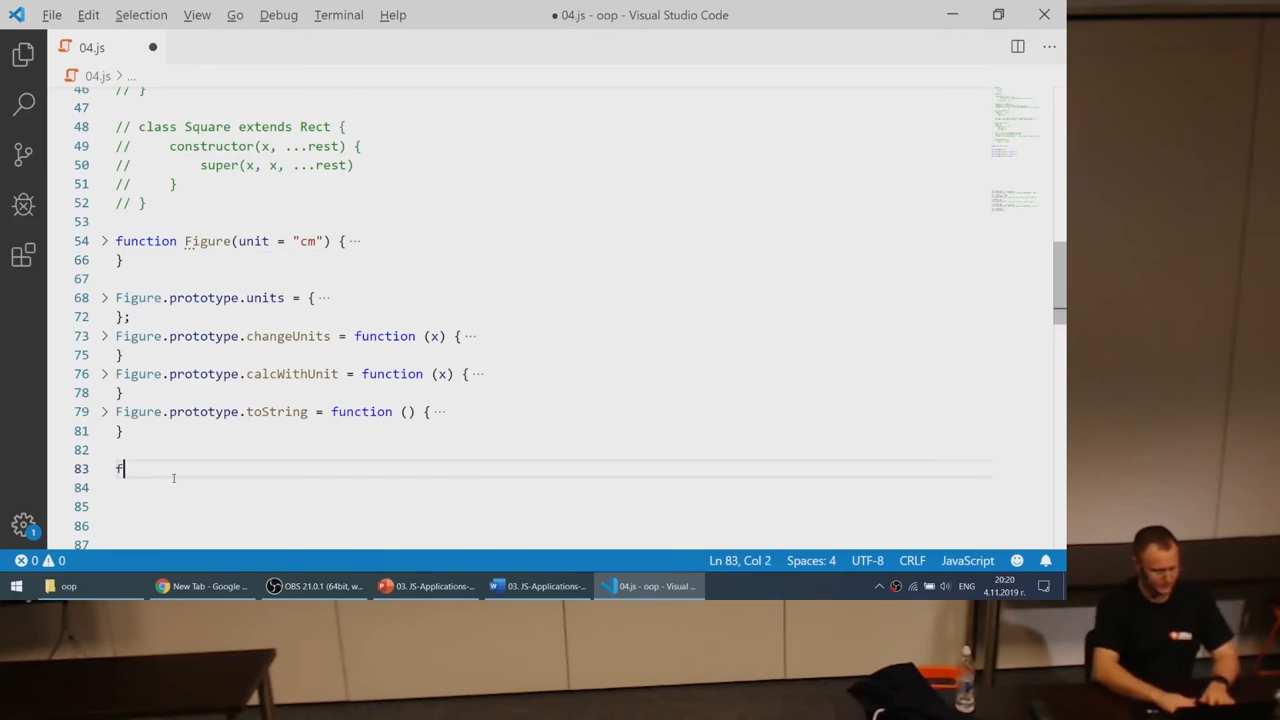 File Edit Selection View Go Debug Terminal Help
● 04.js - oop - Visual Studio Code
04.js
04.js > ...
46 // }
47
48 // class Square extends Rect {
49 // constructor(x, ...rest) {
50 // super(x, x, ...rest)
51 // }
52 // }
53
54 function Figure(unit = "cm") { ...
66 }
67
68 Figure.prototype.units = { ...
72 };
73 Figure.prototype.changeUnits = function (x) { ...
75 }
76 Figure.prototype.calcWithUnit = function (x) { ...
78 }
79 Figure.prototype.toString = function () { ...
81 }
82
83 f
84
85
86
87
1
0 0 Ln 83, Col 2 Spaces: 4 UTF-8 CRLF JavaScript
oop New Tab - Google ... OBS 21.0.1 (64bit, w... 03. JS-Applications-... 03. JS-Applications-... 04.js - oop - Visual ... ЕНГ 20:20
4.11.2019 г.